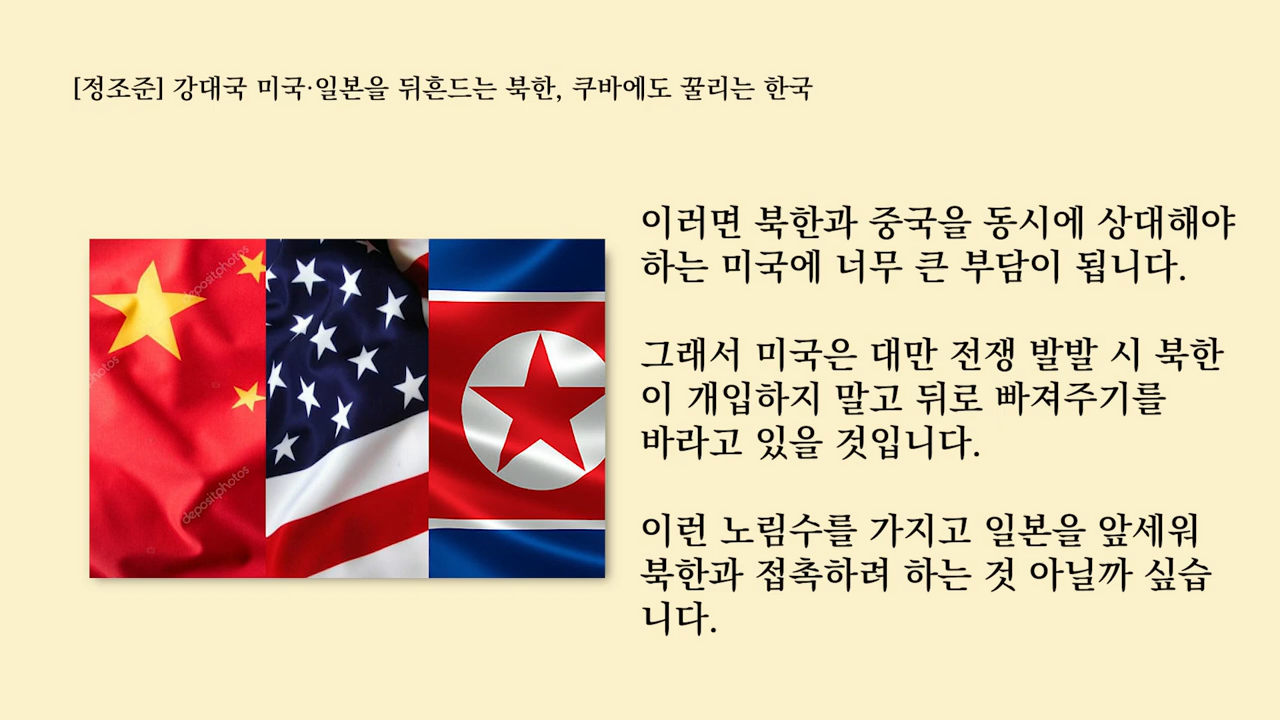 [정조준] 강대국 미국·일본을 뒤흔드는 북한, 쿠바에도 꿀리는 한국
이러면 북한과 중국을 동시에 상대해야
하는 미국에 너무 큰 부담이 됩니다.
그래서 미국은 대만 전쟁 발발 시 북한
이 개입하지 말고 뒤로 빠져주기를
바라고 있을 것입니다.
이런 노림수를 가지고 일본을 앞세워
북한과 접촉하려 하는 것 아닐까 싶습
니다.
depositphotos
depositphotos